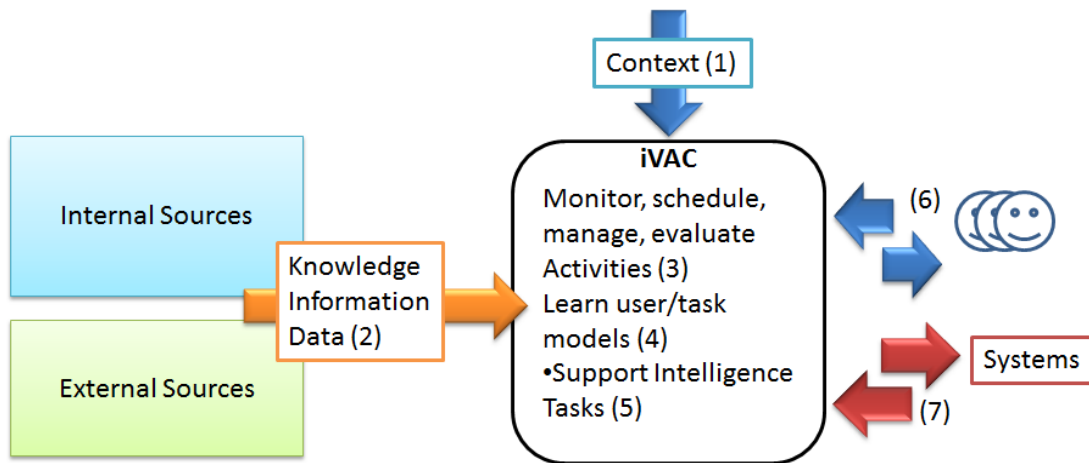 Context (1)
Internal Sources
External Sources
Knowledge
Information
Data (2)
iVAC
Monitor, schedule,
manage, evaluate
Activities (3)
Learn user/task
models (4)
•Support Intelligence
Tasks (5)
(6)
Systems
(7)